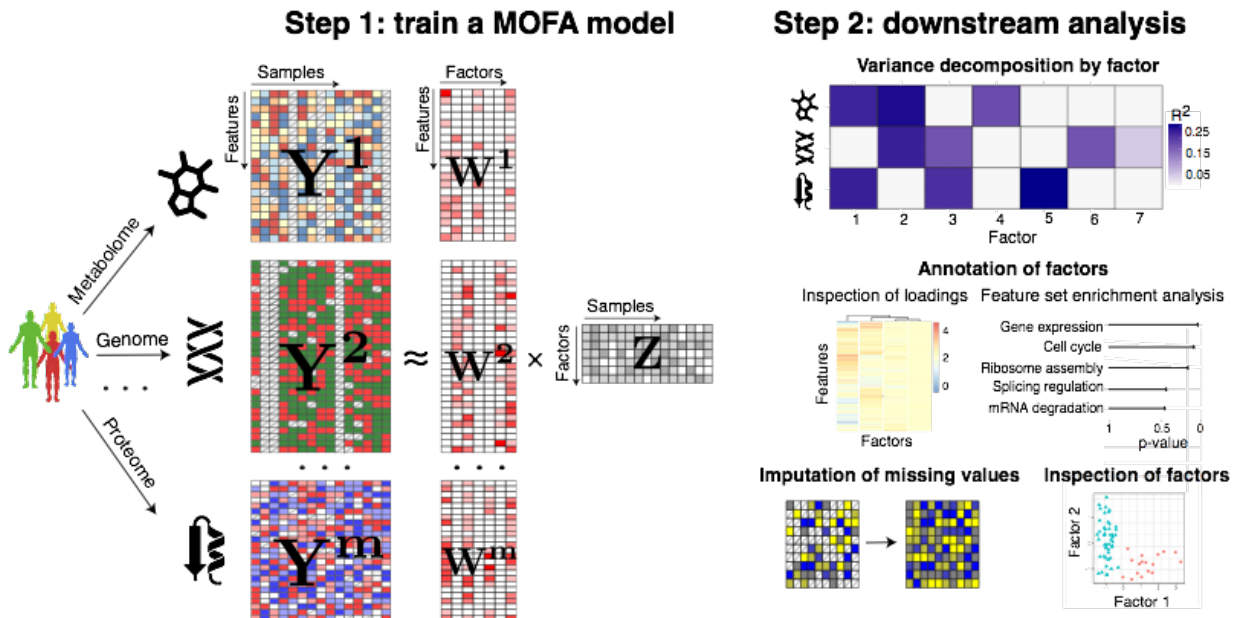 Step 1: train a MOFA model
Step 2: downstream analysis
Samples
Factors
Features
Features
Y1
W1
Metabolome
Genome
. . .
Proteome
Y2
≈
W2
×
Samples
Factors
Z
. . .
. . .
Ym
Wm
Variance decomposition by factor
R2
0.25
0.15
0.05
1 2 3 4 5 6 7
Factor
Annotation of factors
Inspection of loadings
Feature set enrichment analysis
Features
Factors
4
2
0
Gene expression
Cell cycle
Ribosome assembly
Splicing regulation
mRNA degradation
1 0.5 0
p-value
Imputation of missing values
Inspection of factors
Factor 2
Factor 1